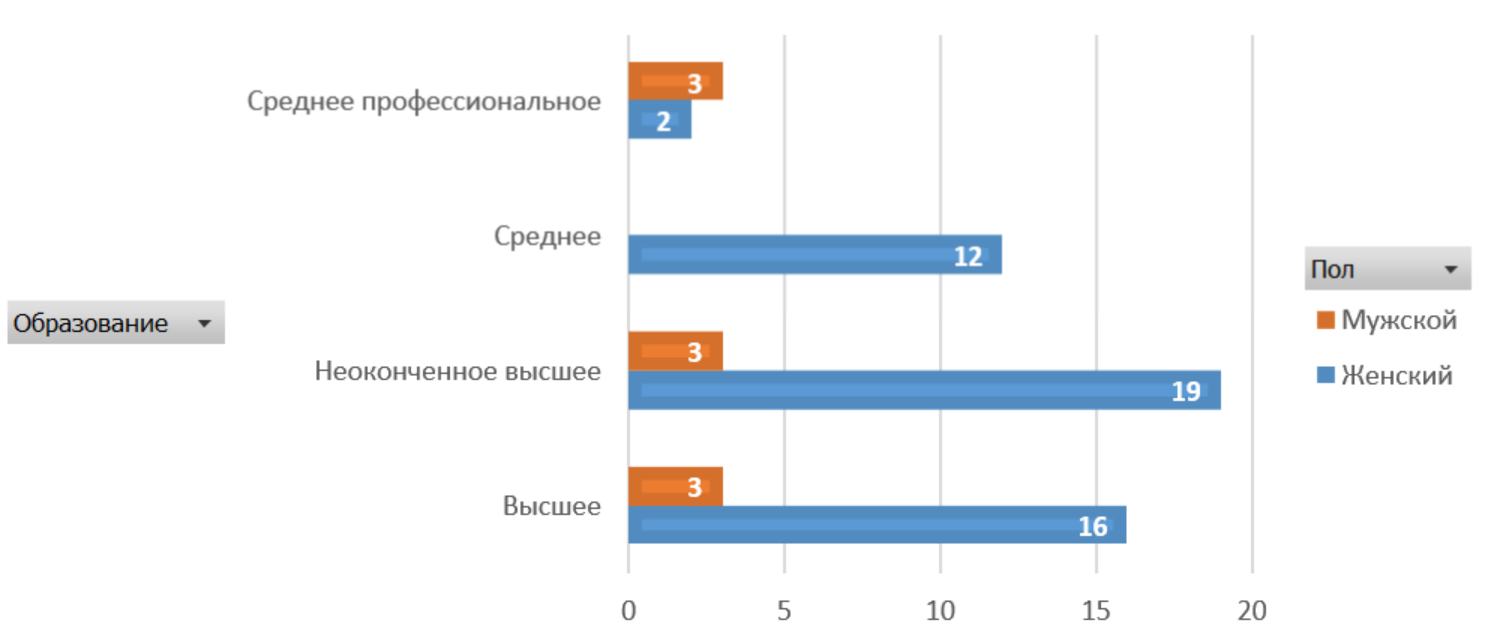 Среднее профессиональное
3
2
Среднее
12
Неоконченное высшее
3
19
Высшее
3
16
0 5 10 15 20
Образование
Пол
Мужской
Женский